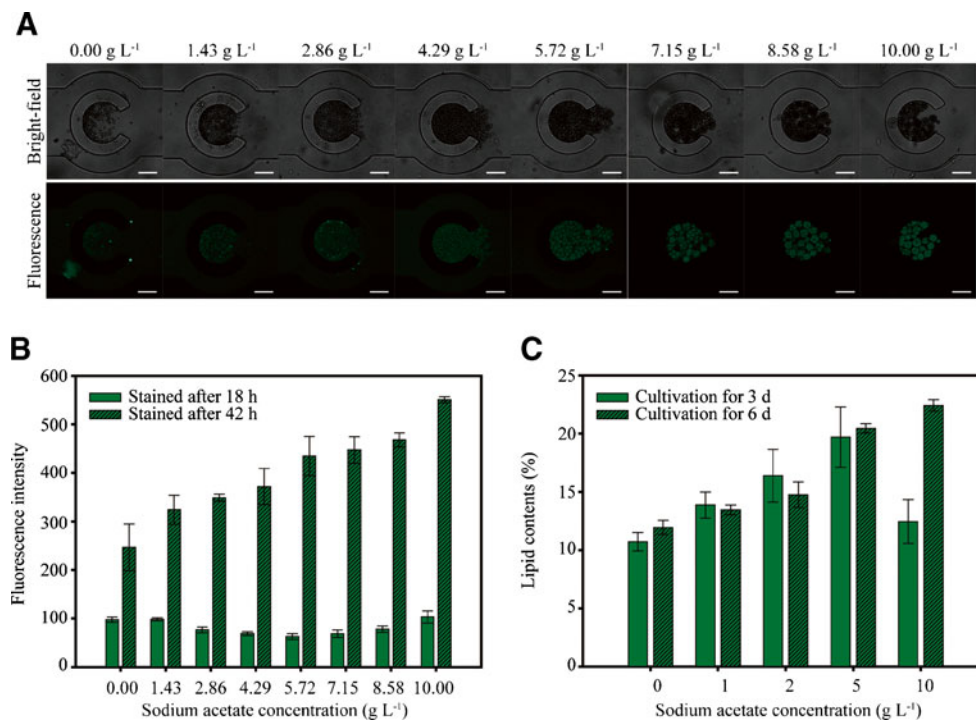 A
0.00 g L⁻¹ 1.43 g L⁻¹ 2.86 g L⁻¹ 4.29 g L⁻¹ 5.72 g L⁻¹ 7.15 g L⁻¹ 8.58 g L⁻¹ 10.00 g L⁻¹
Bright-field
Fluorescence
B
600
500
400
300
200
100
0
Fluorescence intensity
Stained after 18 h
Stained after 42 h
0.00 1.43 2.86 4.29 5.72 7.15 8.58 10.00
Sodium acetate concentration (g L⁻¹)
C
25
20
15
10
5
0
Lipid contents (%)
Cultivation for 3 d
Cultivation for 6 d
0 1 2 5 10
Sodium acetate concentration (g L⁻¹)